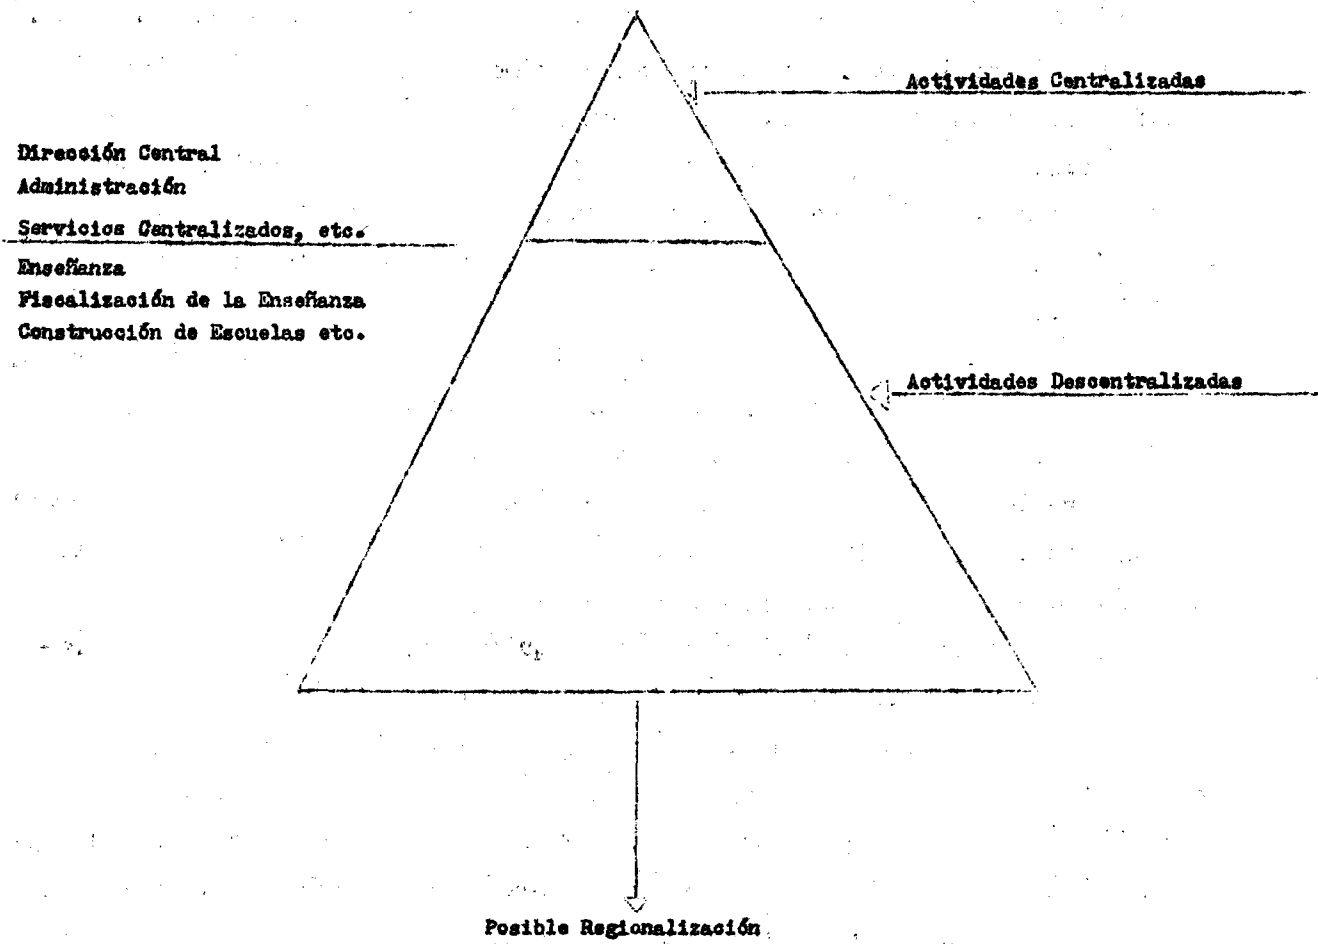 Actividades Centralizadas
Dirección Central
Administración
Servicios Centralizados, etc.
Enseñanza
Fiscalización de la Enseñanza
Construcción de Escuelas etc.
Actividades Descentralizadas
Posible Regionalización